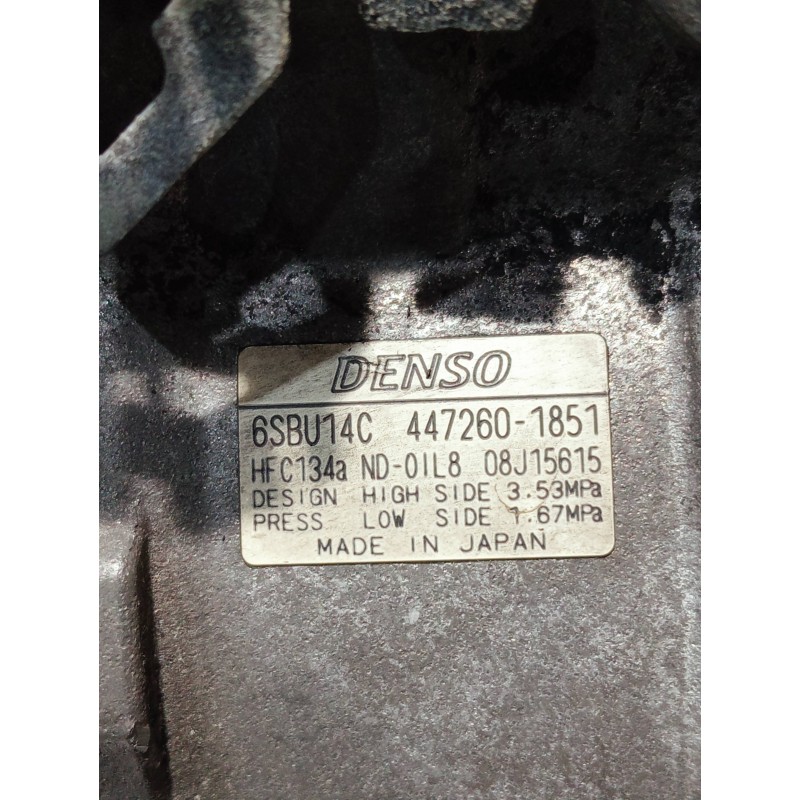 DENSO
6SBU14C 447260-1851
HFC134a ND-OIL8 08J15615
DESIGN HIGH SIDE 3.53MPa
PRESS LOW SIDE 1.67MPa
MADE IN JAPAN